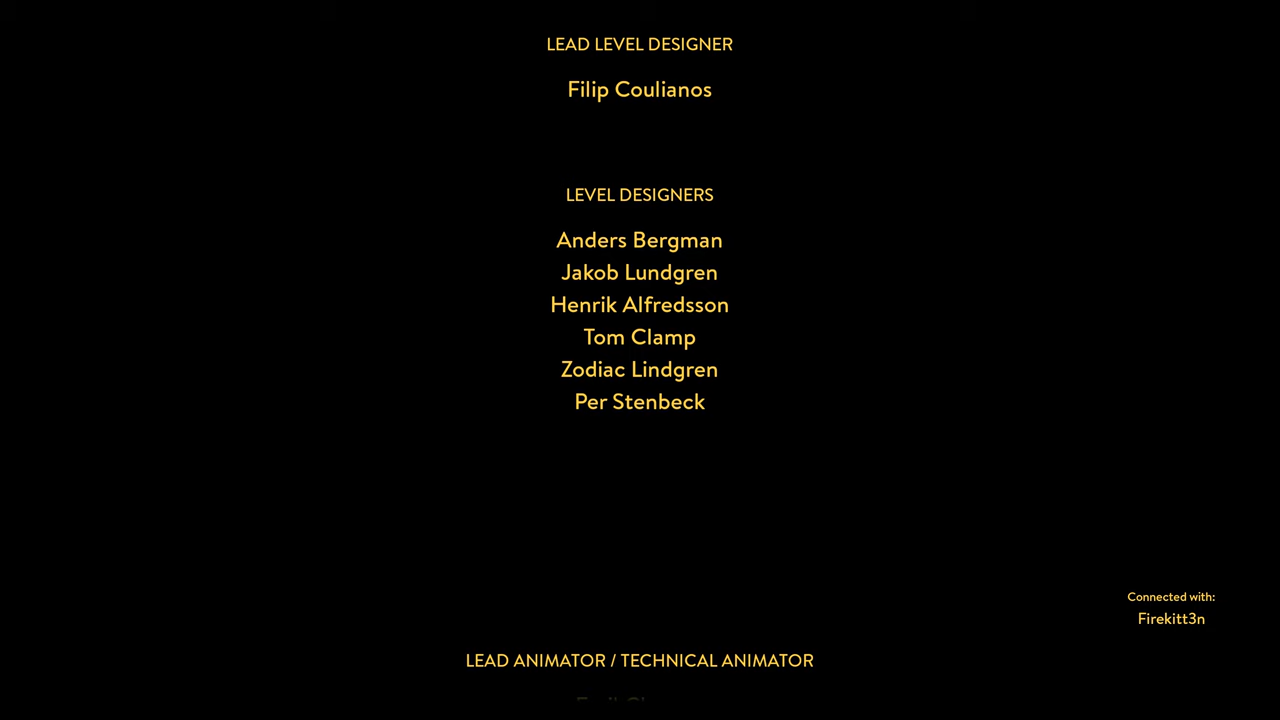 LEAD LEVEL DESIGNER
Filip Coulianos
LEVEL DESIGNERS
Anders Bergman
Jakob Lundgren
Henrik Alfredsson
Tom Clamp
Zodiac Lindgren
Per Stenbeck
Connected with:
Firekitt3n
LEAD ANIMATOR / TECHNICAL ANIMATOR